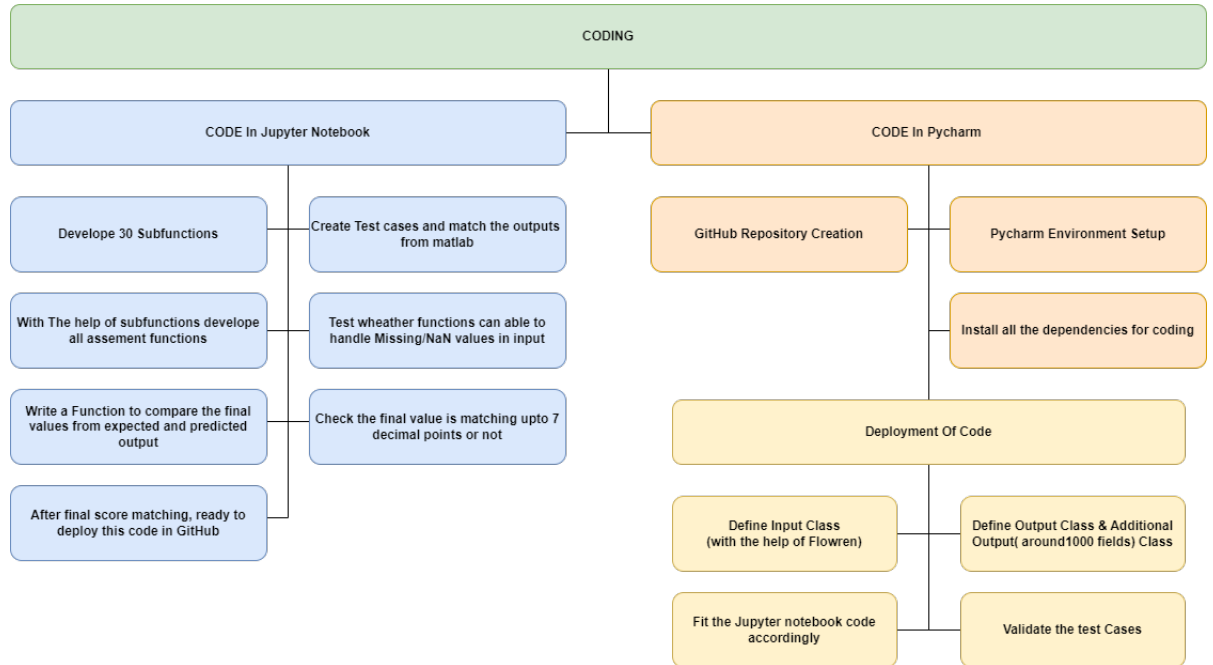 CODING
CODE In Jupyter Notebook
CODE In Pycharm
Develope 30 Subfunctions
Create Test cases and match the outputs
from matlab
GitHub Repository Creation
Pycharm Environment Setup
With The help of subfunctions develope
all assement functions
Test wheather functions can able to
handle Missing/NaN values in input
Install all the dependencies for coding
Write a Function to compare the final
values from expected and predicted
output
Check the final value is matching upto 7
decimal points or not
Deployment Of Code
After final score matching, ready to
deploy this code in GitHub
Define Input Class
(with the help of Flowren)
Define Output Class & Additional
Output( around1000 fields) Class
Fit the Jupyter notebook code
accordingly
Validate the test Cases